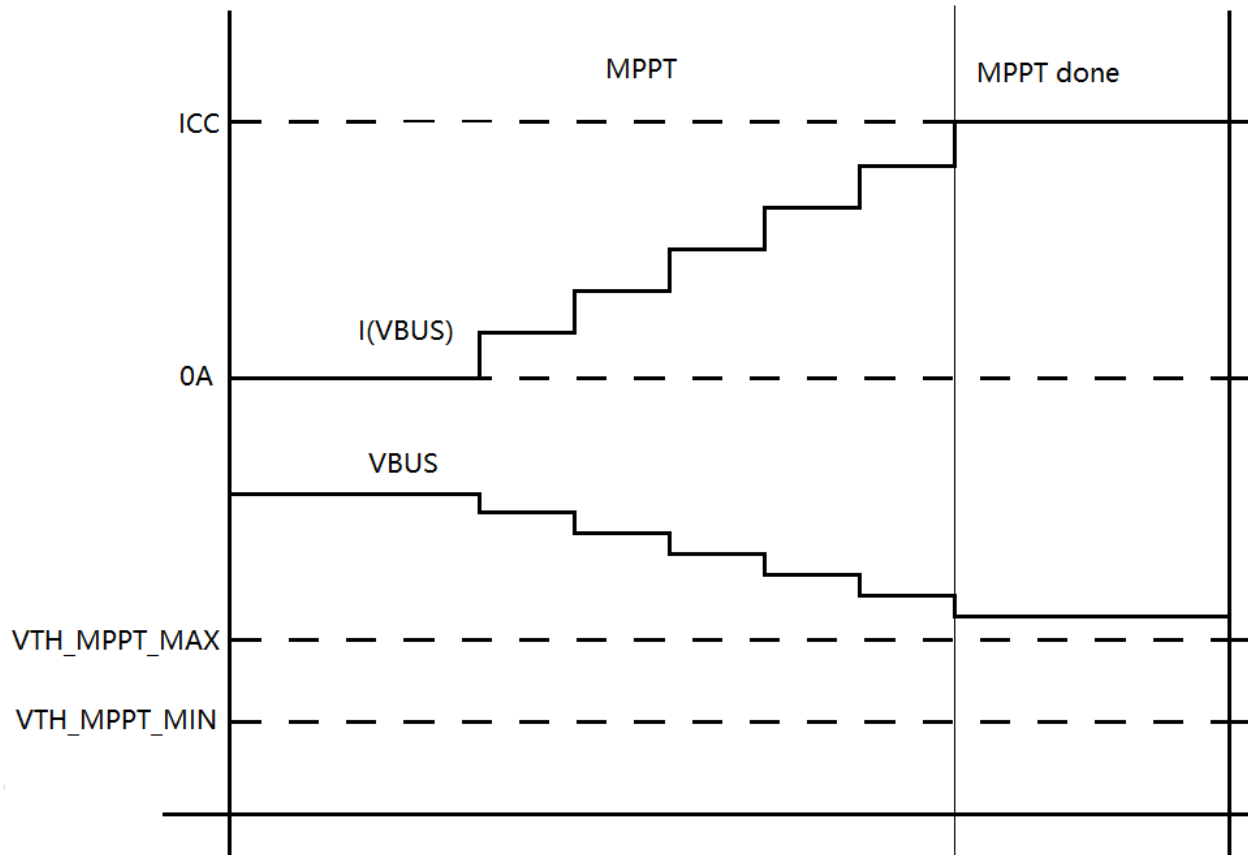 MPPT
MPPT done
ICC
I(VBUS)
0A
VBUS
VTH_MPPT_MAX
VTH_MPPT_MIN